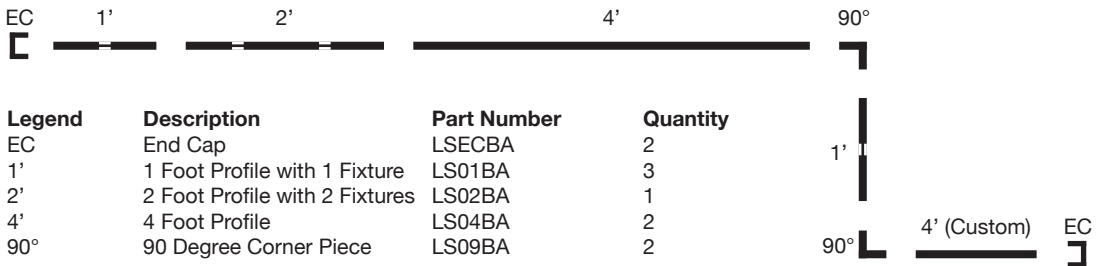 EC 1’ 2’ 4’ 90°
Legend Description Part Number Quantity
EC End Cap LSECBA 2
1’ 1 Foot Profile with 1 Fixture LS01BA 3
2’ 2 Foot Profile with 2 Fixtures LS02BA 1
4’ 4 Foot Profile LS04BA 2
90° 90 Degree Corner Piece LS09BA 2
1’
90° 4’ (Custom) EC